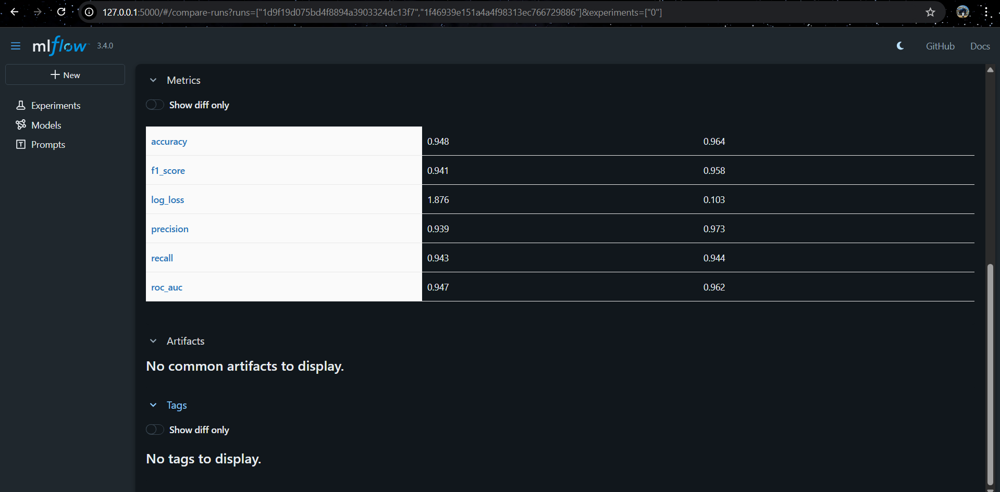 127.0.0.1:5000/#/compare-runs?runs=["1d9f19d075bd4f8894a3903324dc13f7","1f46939e151a4a4f98313ec766729886"]&experiments=["0"]
mlflow™ 3.4.0
GitHub Docs
New
Experiments
Models
Prompts
Metrics
Show diff only
accuracy 0.948 0.964
f1_score 0.941 0.958
log_loss 1.876 0.103
precision 0.939 0.973
recall 0.943 0.944
roc_auc 0.947 0.962
Artifacts
No common artifacts to display.
Tags
Show diff only
No tags to display.